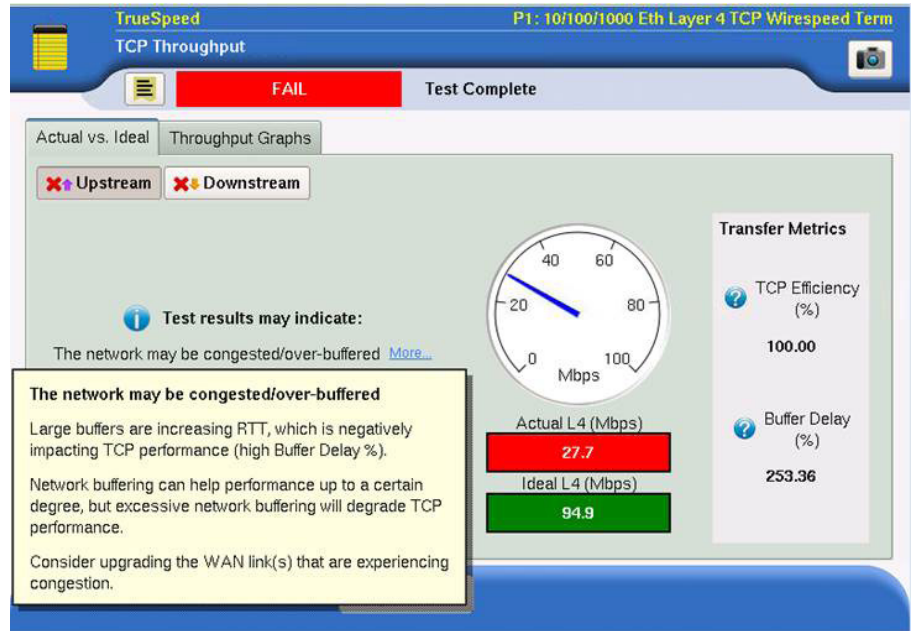 TrueSpeed
P1: 10/100/1000 Eth Layer 4 TCP Wirespeed Term
TCP Throughput
FAIL
Test Complete
Actual vs. Ideal
Throughput Graphs
Upstream
Downstream
Test results may indicate:
The network may be congested/over-buffered More...
The network may be congested/over-buffered
Large buffers are increasing RTT, which is negatively
impacting TCP performance (high Buffer Delay %).
Network buffering can help performance up to a certain
degree, but excessive network buffering will degrade TCP
performance.
Consider upgrading the WAN link(s) that are experiencing
congestion.
40
60
20
80
0
100
Mbps
Actual L4 (Mbps)
27.7
Ideal L4 (Mbps)
94.9
Transfer Metrics
TCP Efficiency
(%)
100.00
Buffer Delay
(%)
253.36